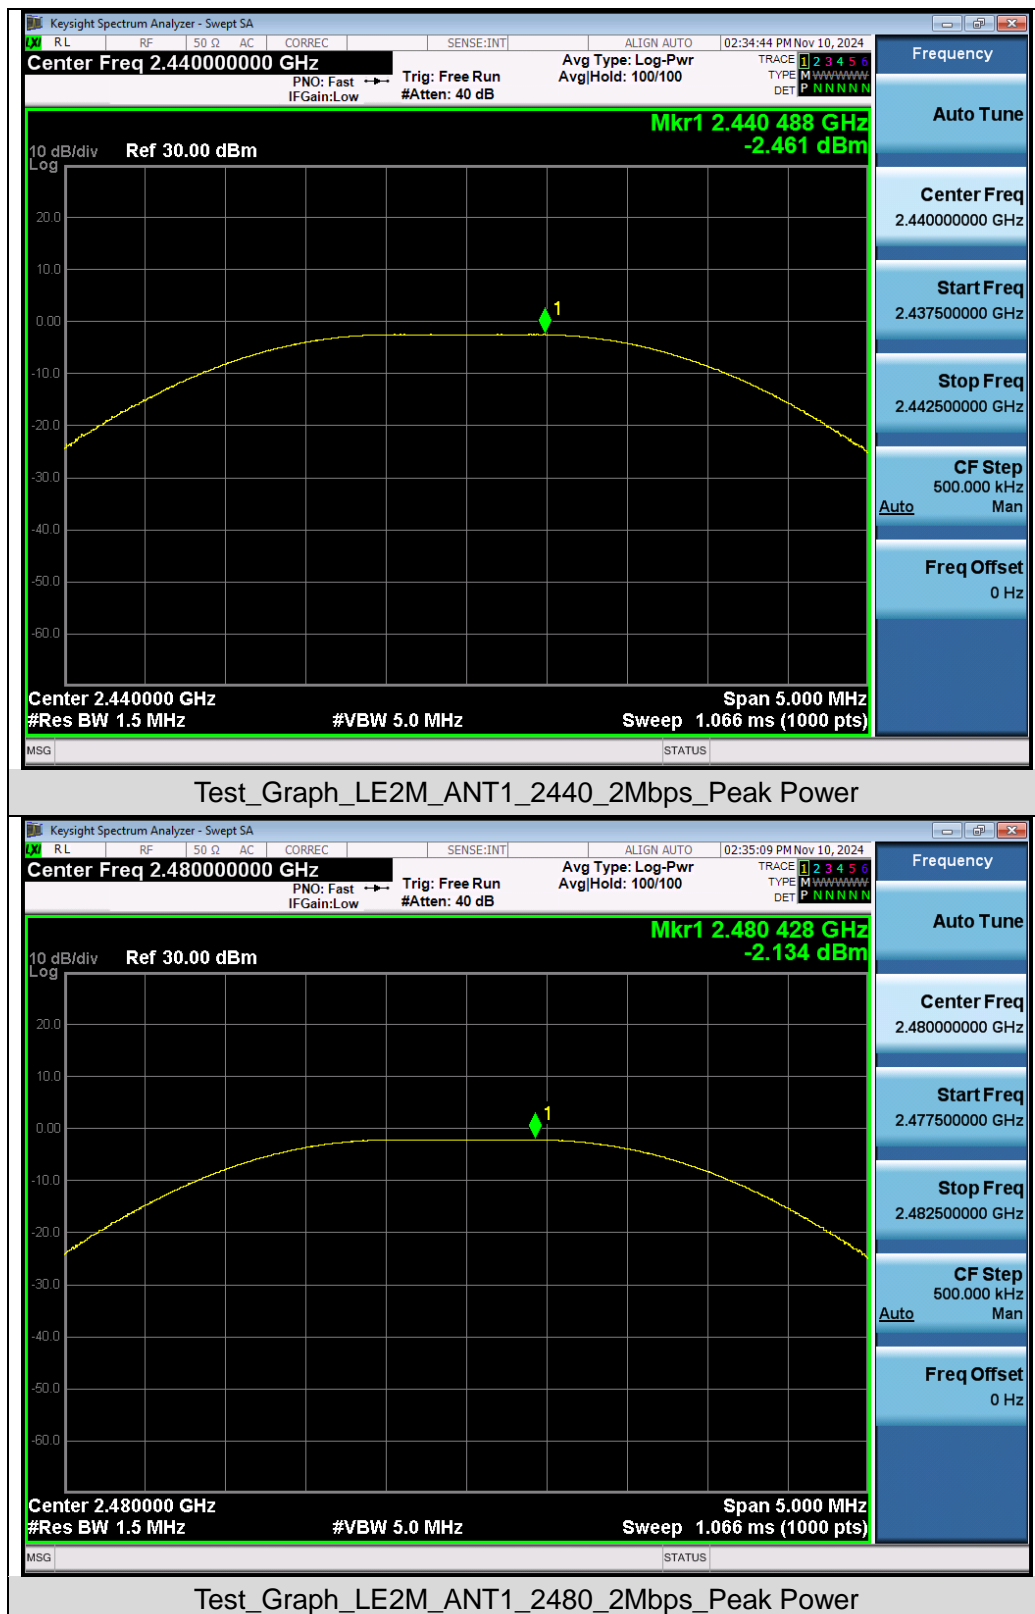 Keysight Spectrum Analyzer - Swept SA
LXI RL RF 50 Ω AC CORREC SENSE:INT ALIGN AUTO 02:34:44 PM Nov 10, 2024
Center Freq 2.440000000 GHz
PNO: Fast
IFGain:Low
Trig: Free Run
#Atten: 40 dB
Avg Type: Log-Pwr
Avg|Hold: 100/100
TRACE 1 2 3 4 5 6
TYPE M WWWWW
DET P N N N N N
Mkr1 2.440 488 GHz
-2.461 dBm
10 dB/div Ref 30.00 dBm
Log
20.0
10.0
0.00
-10.0
-20.0
-30.0
-40.0
-50.0
-60.0
1
Center 2.440000 GHz Span 5.000 MHz
#Res BW 1.5 MHz #VBW 5.0 MHz Sweep 1.066 ms (1000 pts)
MSG STATUS
Frequency
Auto Tune
Center Freq
2.440000000 GHz
Start Freq
2.437500000 GHz
Stop Freq
2.442500000 GHz
CF Step
500.000 kHz
Auto Man
Freq Offset
0 Hz
Test_Graph_LE2M_ANT1_2440_2Mbps_Peak Power
Keysight Spectrum Analyzer - Swept SA
LXI RL RF 50 Ω AC CORREC SENSE:INT ALIGN AUTO 02:35:09 PM Nov 10, 2024
Center Freq 2.480000000 GHz
PNO: Fast
IFGain:Low
Trig: Free Run
#Atten: 40 dB
Avg Type: Log-Pwr
Avg|Hold: 100/100
TRACE 1 2 3 4 5 6
TYPE M WWWWW
DET P N N N N N
Mkr1 2.480 428 GHz
-2.134 dBm
10 dB/div Ref 30.00 dBm
Log
20.0
10.0
0.00
-10.0
-20.0
-30.0
-40.0
-50.0
-60.0
1
Center 2.480000 GHz Span 5.000 MHz
#Res BW 1.5 MHz #VBW 5.0 MHz Sweep 1.066 ms (1000 pts)
MSG STATUS
Frequency
Auto Tune
Center Freq
2.480000000 GHz
Start Freq
2.477500000 GHz
Stop Freq
2.482500000 GHz
CF Step
500.000 kHz
Auto Man
Freq Offset
0 Hz
Test_Graph_LE2M_ANT1_2480_2Mbps_Peak Power